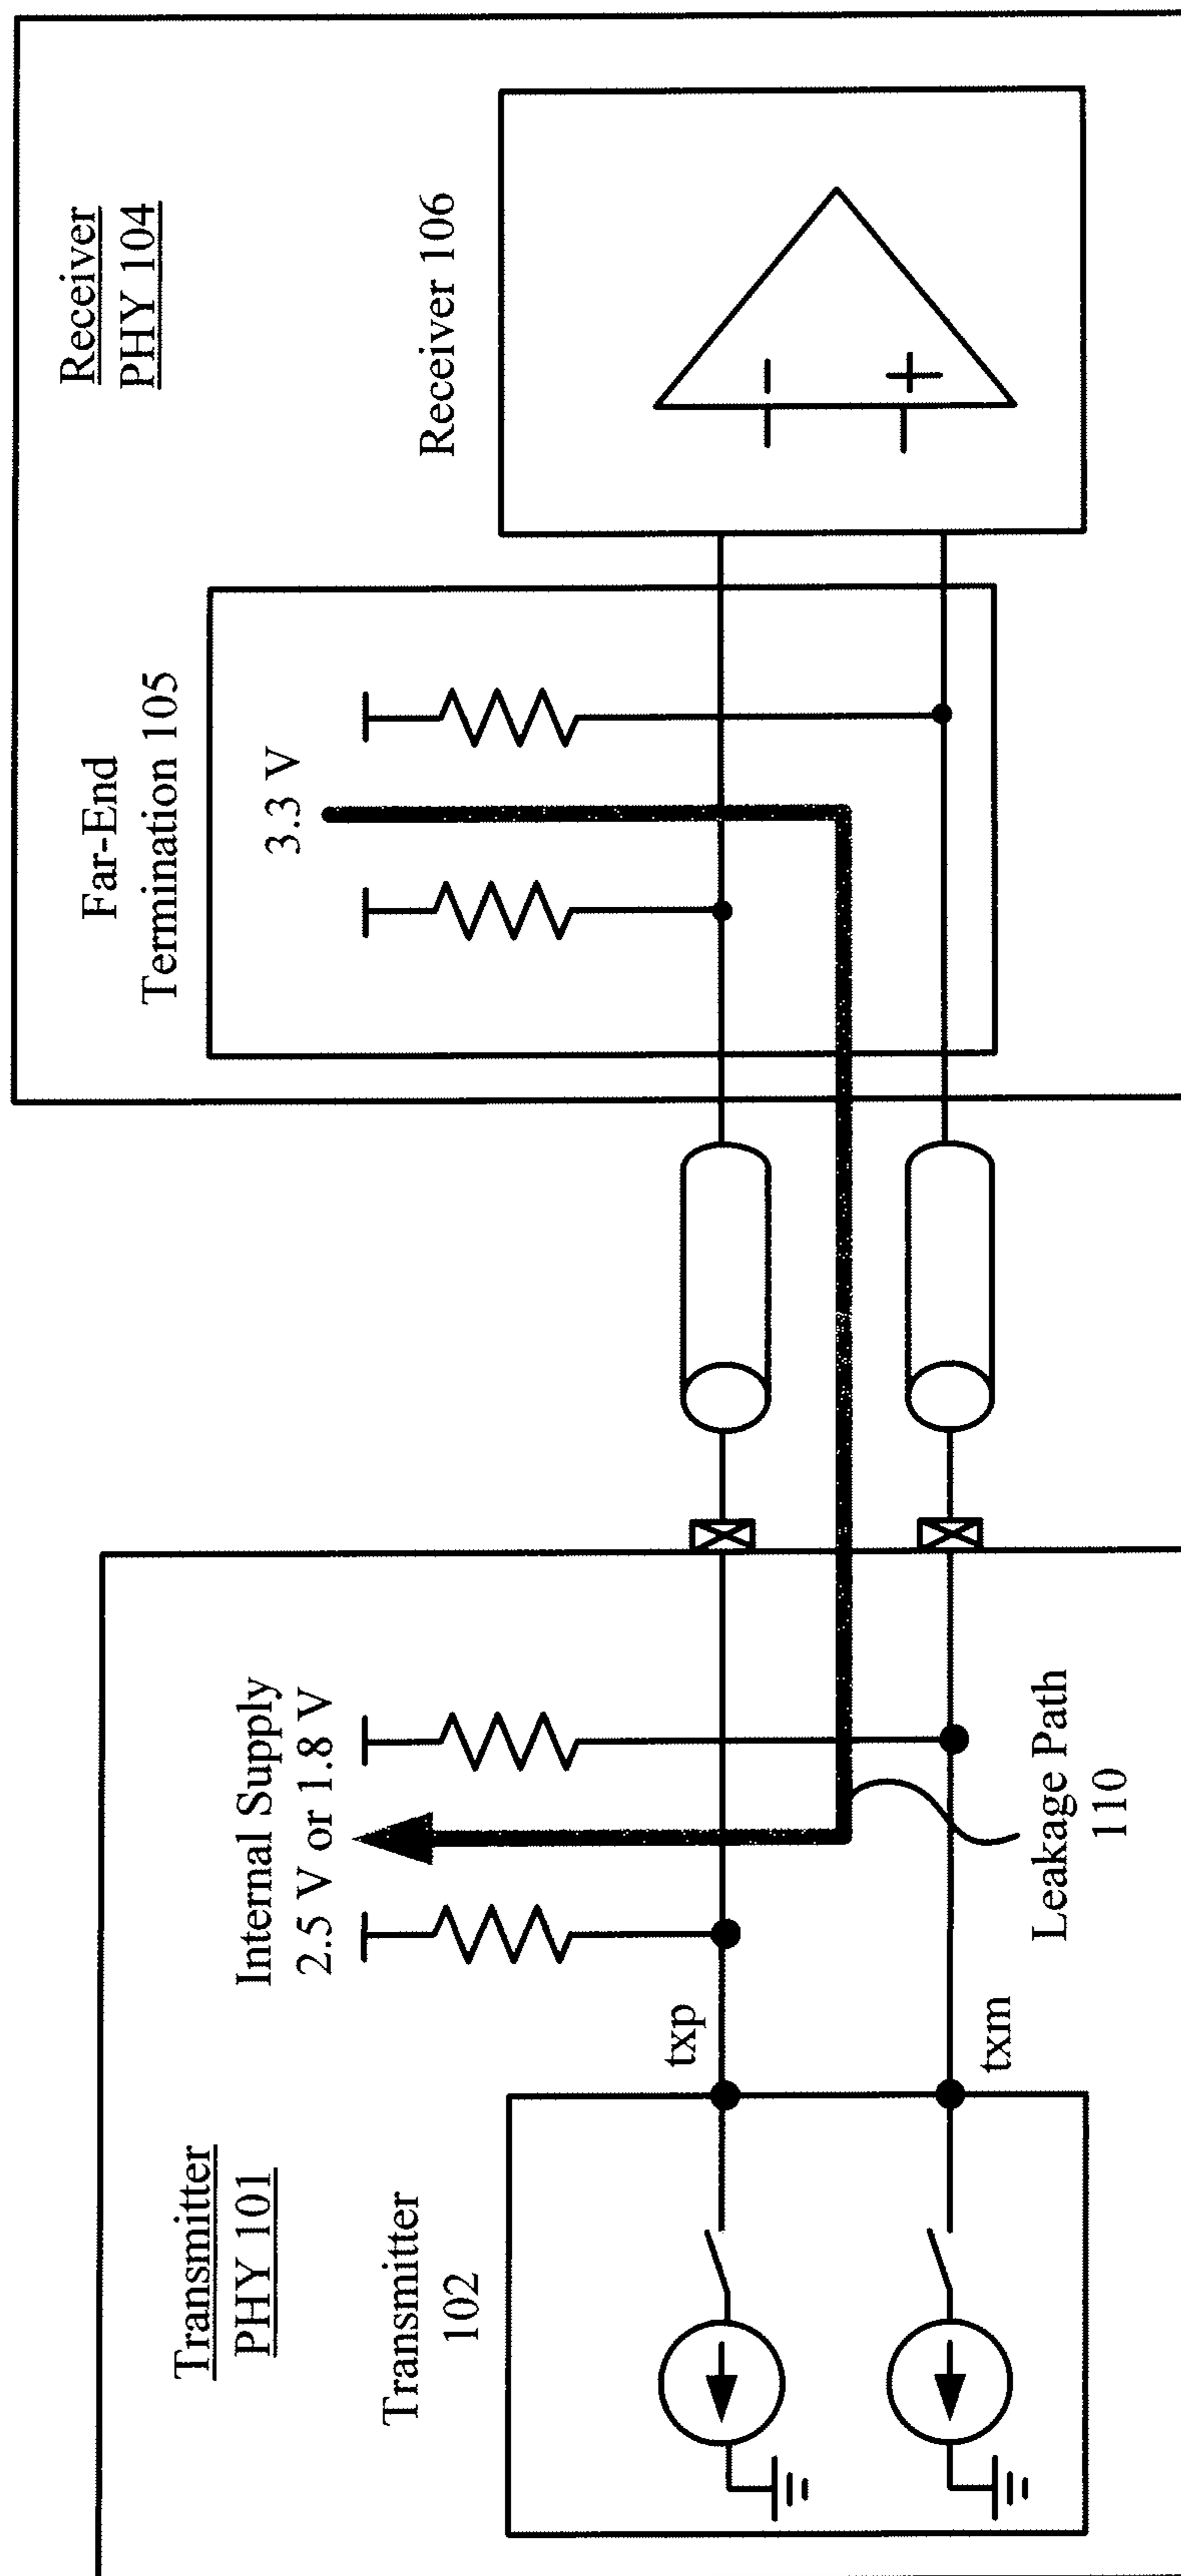 Transmitter
PHY 101
Transmitter
102
txp
txm
Internal Supply
2.5 V or 1.8 V
Leakage Path
110
Far-End
Termination 105
3.3 V
Receiver
PHY 104
Receiver 106